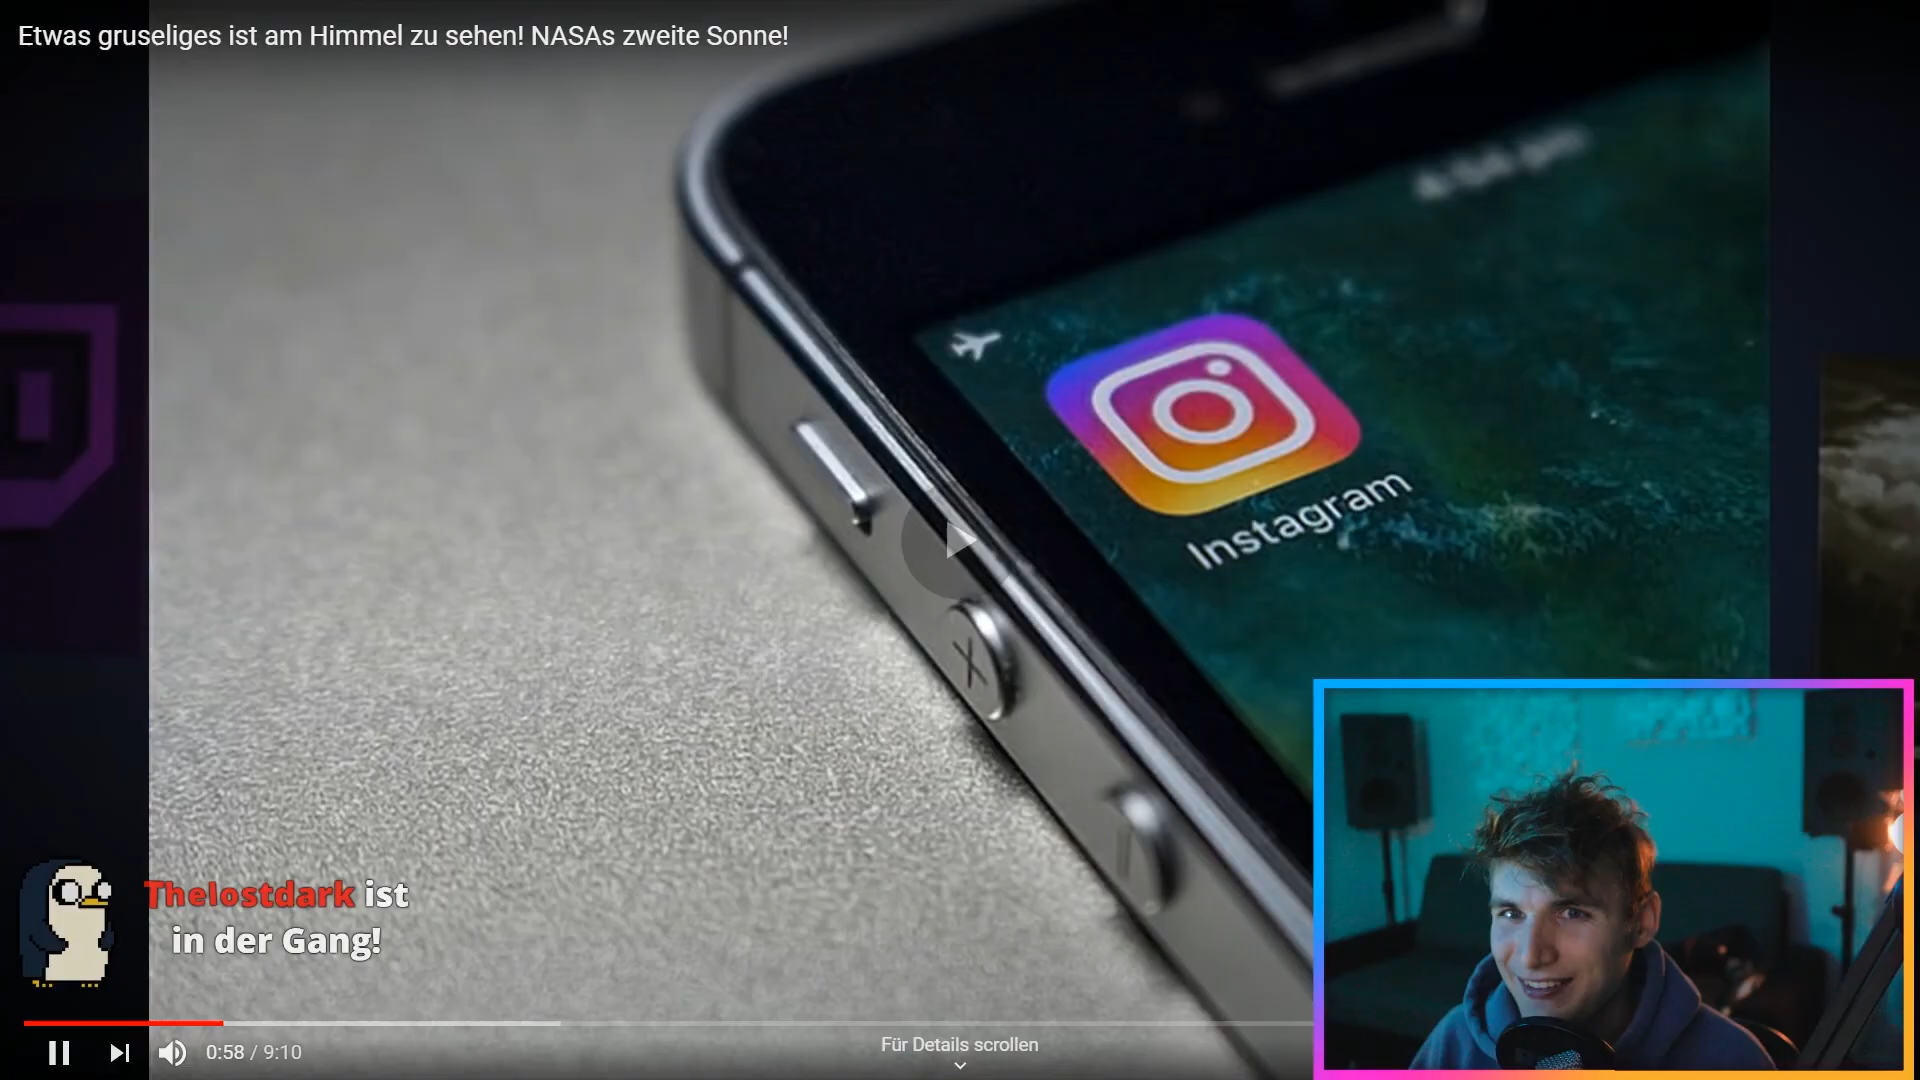 Etwas gruseliges ist am Himmel zu sehen! NASAs zweite Sonne!
Instagram
Thelostdark ist
in der Gang!
0:58 / 9:10
Für Details scrollen